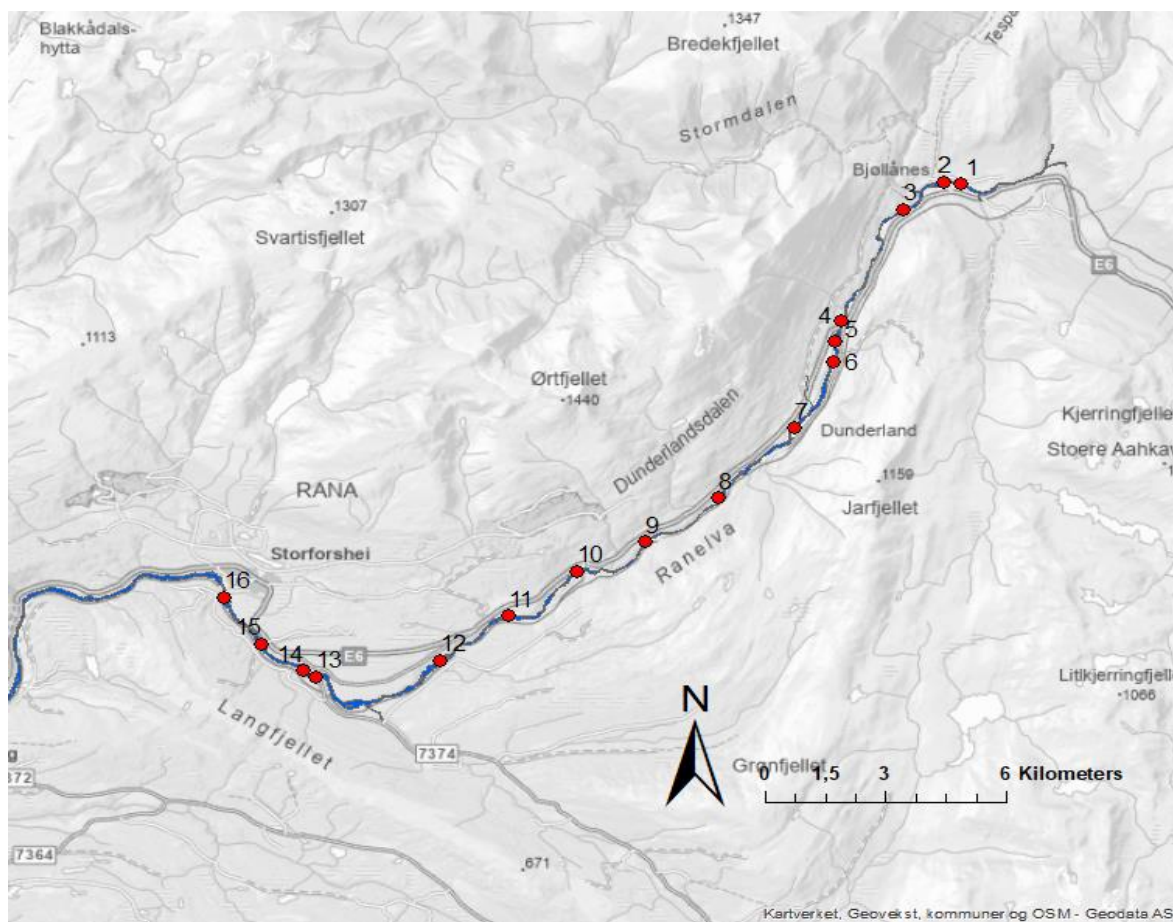 Blakkådals-
hytta
1347
Bredekfjellet
Stormdalen
Bjøllånes
2
1
3
1307
Svartisfjellet
E6
1113
4
5
6
Ørtfjellet
1440
Dunderlandsdalen
7
Dunderland
1159
Jarfjellet
8
Ranelva
RANA
9
Storforshei
10
16
11
15
14
13
E6
12
Langfjellet
7374
Litlkjerringfjelle
1066
N
Grønfjellet
0
1,5
3
6 Kilometers
7364
671
Kartverket, Geovekst, kommuner og OSM - Geodata AS
Kjerringfjelle
Stoere Aahkav